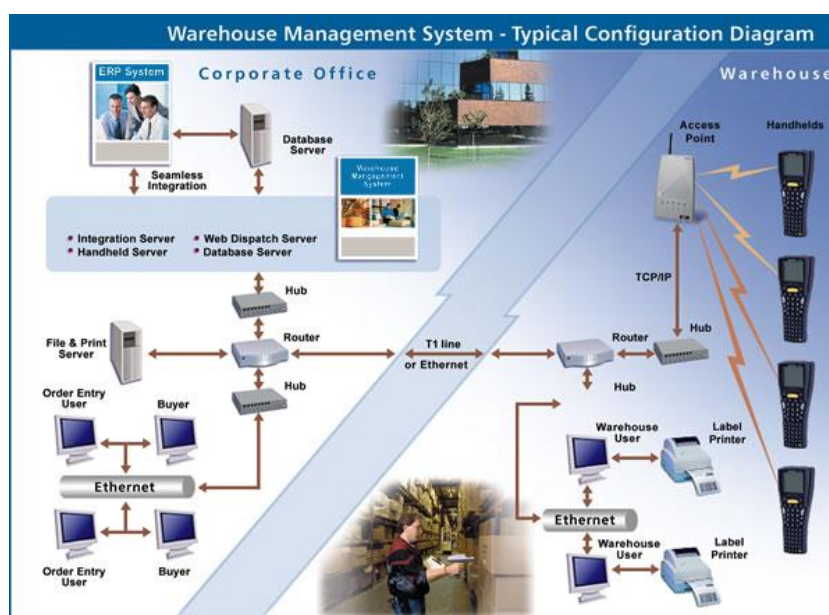 Warehouse Management System - Typical Configuration Diagram
ERP System
Corporate Office
Warehouse
Database
Server
Seamless
Integration
Warehouse
Mangagement
System
• Integration Server
• Handheld Server
• Web Dispatch Server
• Database Server
Hub
File & Print
Server
Router
Hub
T1 line
or Ethernet
Order Entry
User
Buyer
Ethernet
Order Entry
User
Buyer
Access
Point
Handhelds
TCP/IP
Router
Hub
Hub
Warehouse
User
Label
Printer
Ethernet
Warehouse
User
Label
Printer